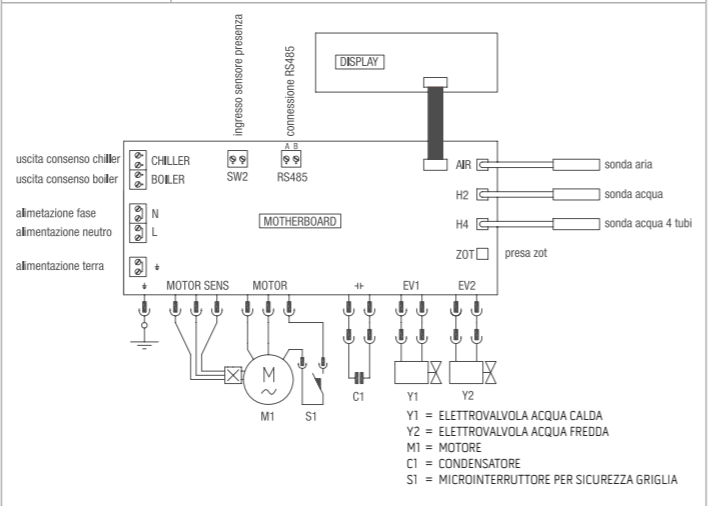 ingresso sensore presenza
connessione RS485
DISPLAY
A B
uscita consenso chiller
CHILLER
uscita consenso boiler
BOILER
SW2
RS485
AIR
sonda aria
H2
sonda acqua
alimetazione fase
N
alimentazione neutro
L
MOTHERBOARD
H4
sonda acqua 4 tubi
ZOT
presa zot
alimentazione terra
MOTOR SENS
MOTOR
EV1
EV2
M
~
M1
S1
C1
Y1
Y2
Y1 = ELETTROVALVOLA ACQUA CALDA
Y2 = ELETTROVALVOLA ACQUA FREDDA
M1 = MOTORE
C1 = CONDENSATORE
S1 = MICROINTERRUTTORE PER SICUREZZA GRIGLIA